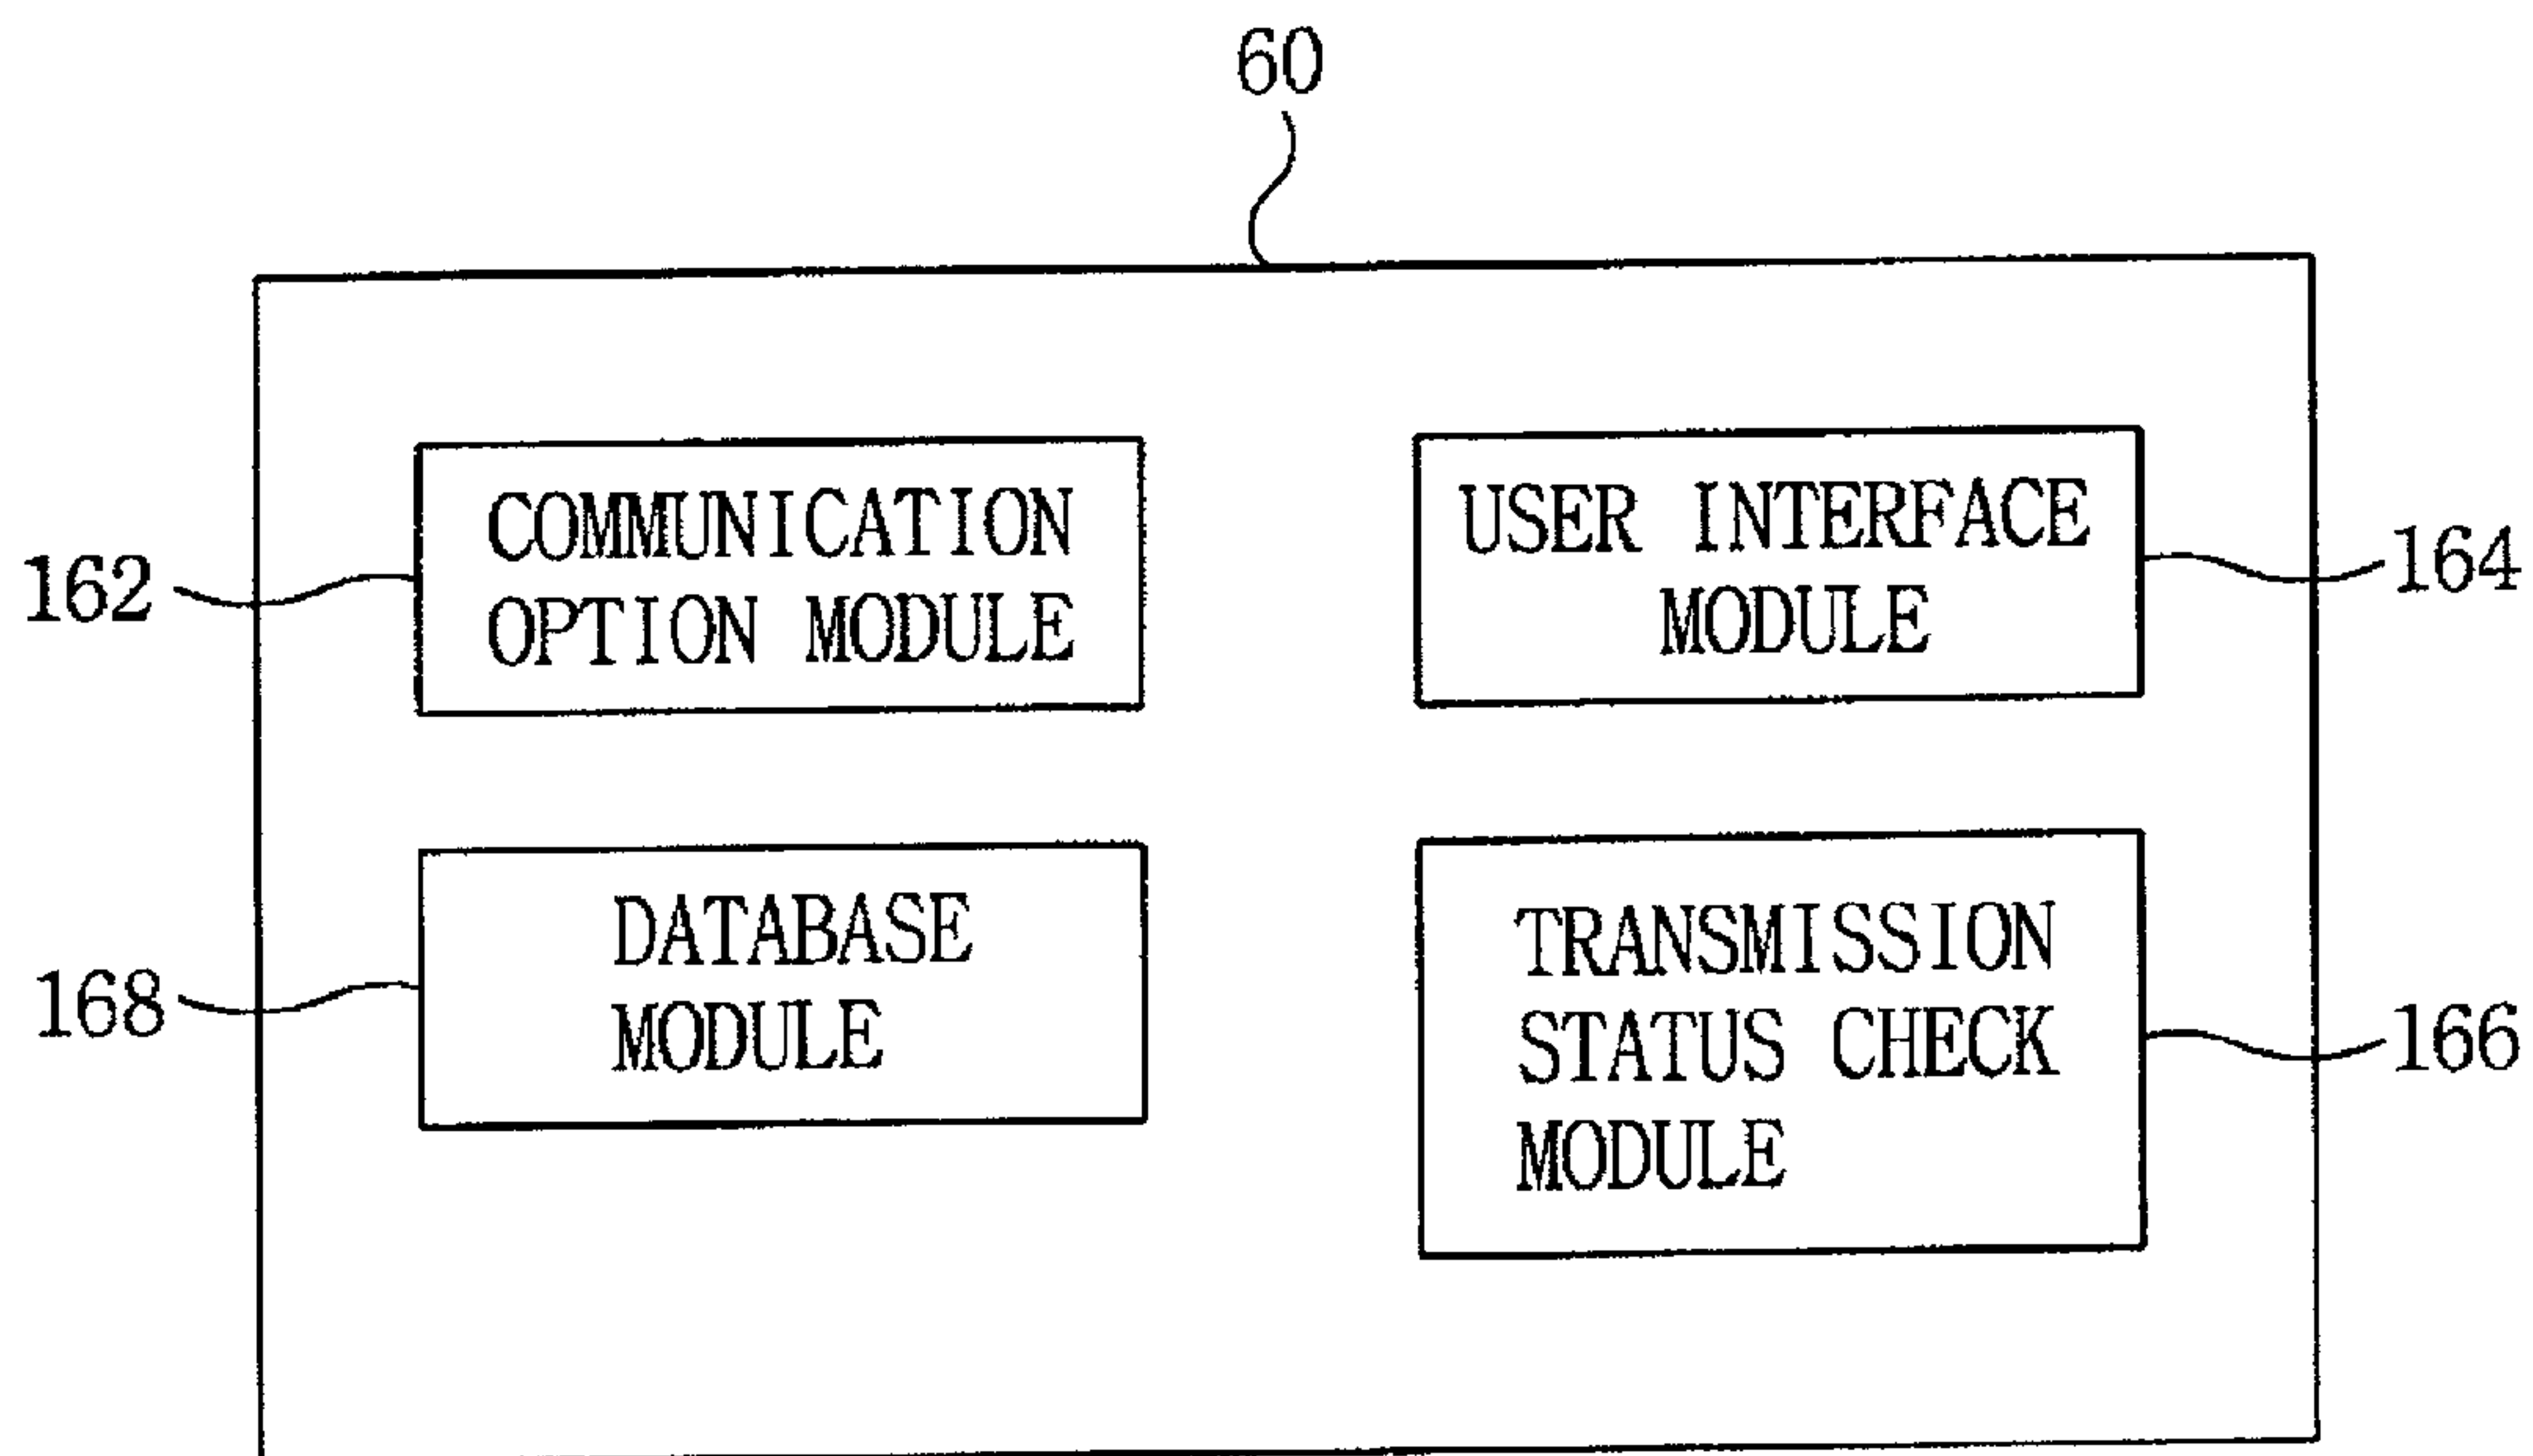 60
162
COMMUNICATION
OPTION MODULE
USER INTERFACE
MODULE
164
168
DATABASE
MODULE
TRANSMISSION
STATUS CHECK
MODULE
166